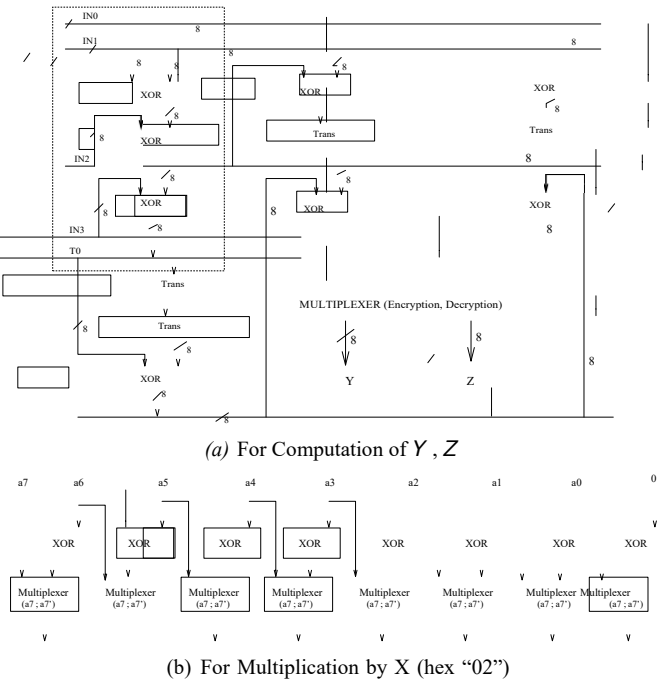 IN0
8
IN1
8
8
8
8
8
XOR
XOR
XOR
8
8
8
XOR
Trans
Trans
8
IN2
8
8
8
XOR
XOR
XOR
8
8
8
IN3
T0
Trans
MULTIPLEXER (Encryption, Decryption)
8
Trans
8
8
8
8
XOR
Y
Z
8
8
(a) For Computation of Y , Z
a7 a6 a5 a4 a3 a2 a1 a0 0
XOR XOR XOR XOR XOR XOR XOR XOR
Multiplexer Multiplexer Multiplexer Multiplexer Multiplexer Multiplexer Multiplexer Multiplexer
(a7 ; a7’) (a7 ; a7’) (a7 ; a7’) (a7 ; a7’) (a7 ; a7’) (a7 ; a7’) (a7 ; a7’) (a7 ; a7’)
(b) For Multiplication by X (hex “02”)